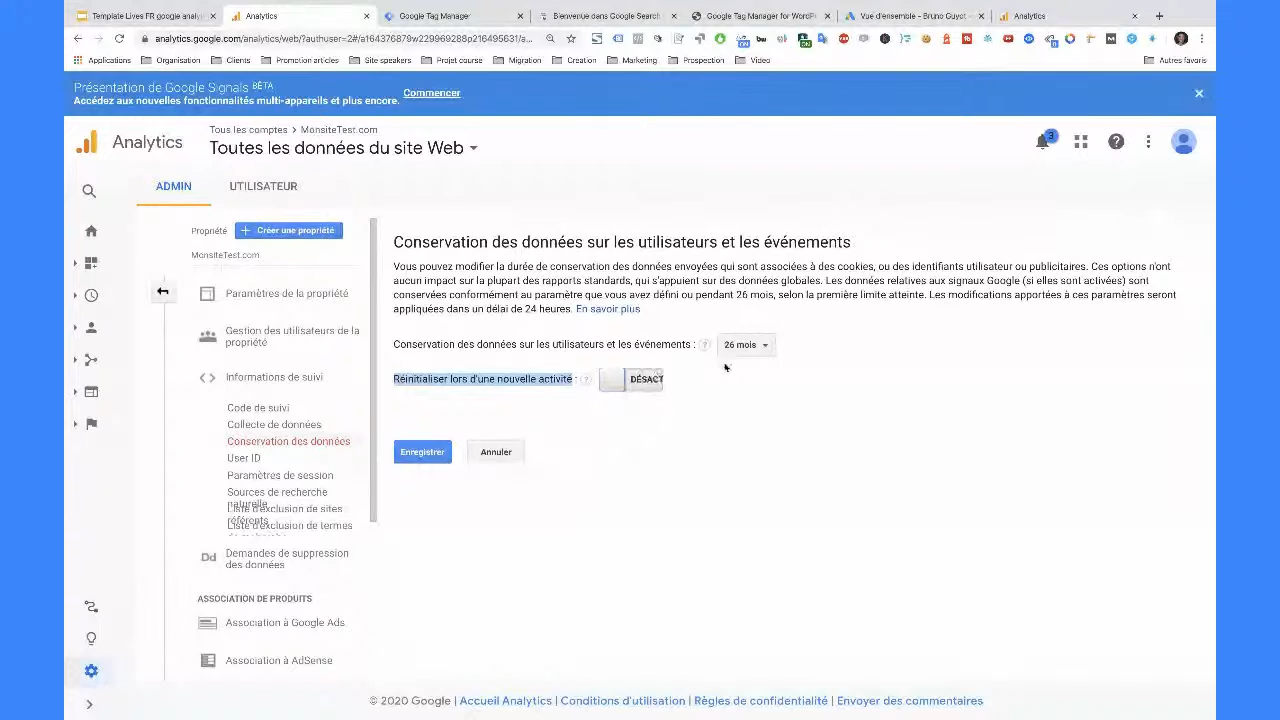 Template Lives PR google analy
Analytics
Google Tag Manager
Bienvenue dans Google Search
Google Tag Manager for WordPr
Vue d'ensemble - Bruno Guyot -
Analytics
analytics.google.com/analytics/web/?authuser=2#/a164376879w229969288p216495631/a...
Applications
Organisation
Clients
Promotion articles
Site speakers
Projet course
Migration
Creation
Marketing
Prospection
Video
Autres favoris
Présentation de Google Signals BÊTA
Accédez aux nouvelles fonctionnalités multi-appareils et plus encore.
Commencer
Analytics
Tous les comptes > MonsiteTest.com
Toutes les données du site Web
3
ADMIN
UTILISATEUR
Propriété
+ Créer une propriété
MonsiteTest.com
Paramètres de la propriété
Gestion des utilisateurs de la
propriété
Informations de suivi
Code de suivi
Collecte de données
Conservation des données
User ID
Paramètres de session
Sources de recherche
naturelle
Liste d'exclusion de sites
référents
Liste d'exclusion de termes
Dd
Demandes de suppression
des données
ASSOCIATION DE PRODUITS
Association à Google Ads
Association à AdSense
Conservation des données sur les utilisateurs et les événements
Vous pouvez modifier la durée de conservation des données envoyées qui sont associées à des cookies, ou des identifiants utilisateur ou publicitaires. Ces options n'ont
aucun impact sur la plupart des rapports standards, qui s'appuient sur des données globales. Les données relatives aux signaux Google (si elles sont activées) sont
conservées conformément au paramètre que vous avez défini ou pendant 26 mois, selon la première limite atteinte. Les modifications apportées à ces paramètres seront
appliquées dans un délai de 24 heures. En savoir plus
Conservation des données sur les utilisateurs et les événements : ? 26 mois
Réinitialiser lors d'une nouvelle activité : ? DÉSACT
Enregistrer
Annuler
© 2020 Google | Accueil Analytics | Conditions d'utilisation | Règles de confidentialité | Envoyer des commentaires